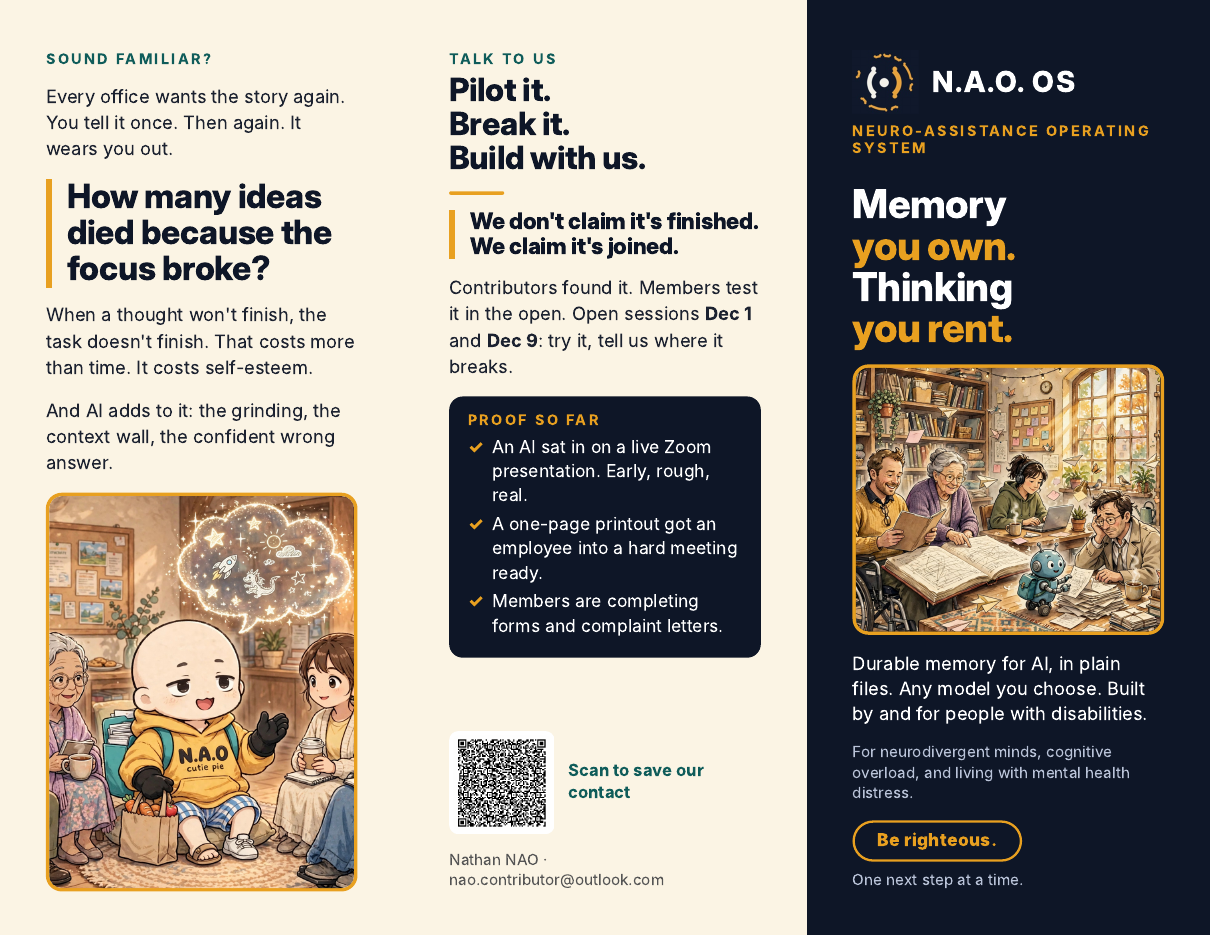 SOUND FAMILIAR?
Every office wants the story again.
You tell it once. Then again. It
wears you out.
How many ideas
died because the
focus broke?
When a thought won't finish, the
task doesn't finish. That costs more
than time. It costs self-esteem.
And AI adds to it: the grinding, the
context wall, the confident wrong
answer.
N.A.O
cutie pie
TALK TO US
Pilot it.
Break it.
Build with us.
We don't claim it's finished.
We claim it's joined.
Contributors found it. Members test
it in the open. Open sessions Dec 1
and Dec 9: try it, tell us where it
breaks.
PROOF SO FAR
✓ An AI sat in on a live Zoom
presentation. Early, rough,
real.
✓ A one-page printout got an
employee into a hard meeting
ready.
✓ Members are completing
forms and complaint letters.
Scan to save our
contact
Nathan NAO ·
nao.contributor@outlook.com
N.A.O. OS
NEURO-ASSISTANCE OPERATING
SYSTEM
Memory
you own.
Thinking
you rent.
Durable memory for AI, in plain
files. Any model you choose. Built
by and for people with disabilities.
For neurodivergent minds, cognitive
overload, and living with mental health
distress.
Be righteous.
One next step at a time.